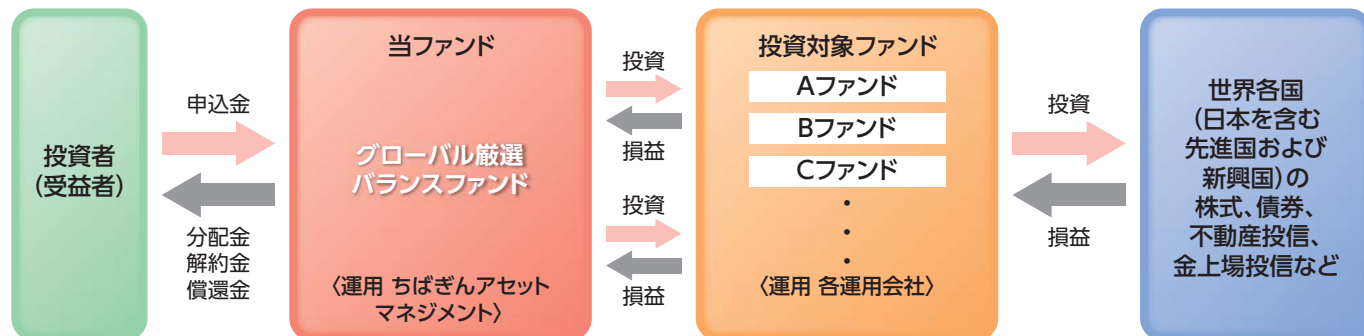 投資者
(受益者)
申込金
分配金
解約金
償還金
当ファンド
グローバル厳選
バランスファンド
〈運用 ちばぎんアセット
マネジメント〉
投資
損益
投資
損益
投資対象ファンド
Aファンド
Bファンド
Cファンド
・
・
・
〈運用 各運用会社〉
投資
損益
世界各国
(日本を含む
先進国および
新興国)の
株式、債券、
不動産投信、
金上場投信など